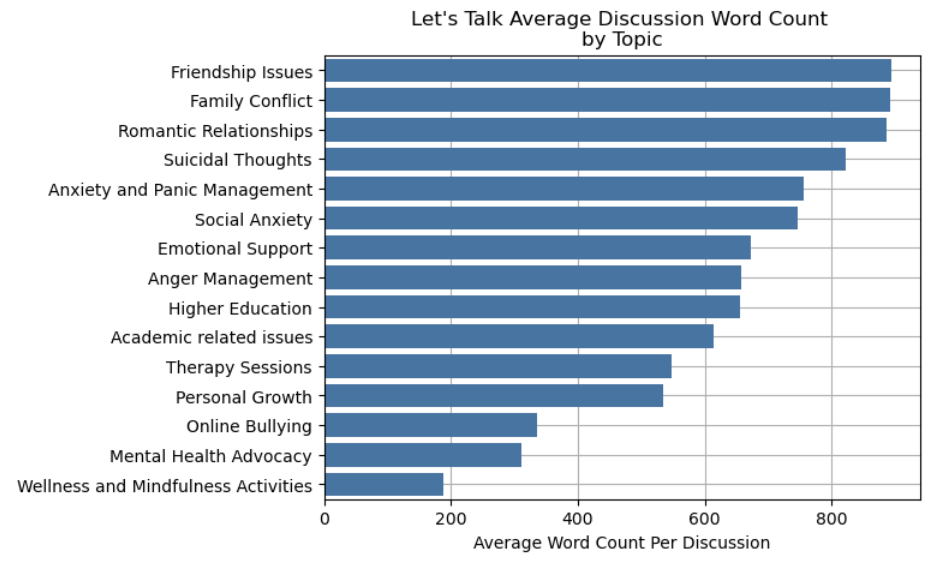 Let's Talk Average Discussion Word Count
by Topic
Friendship Issues
Family Conflict
Romantic Relationships
Suicidal Thoughts
Anxiety and Panic Management
Social Anxiety
Emotional Support
Anger Management
Higher Education
Academic related issues
Therapy Sessions
Personal Growth
Online Bullying
Mental Health Advocacy
Wellness and Mindfulness Activities
0 200 400 600 800
Average Word Count Per Discussion